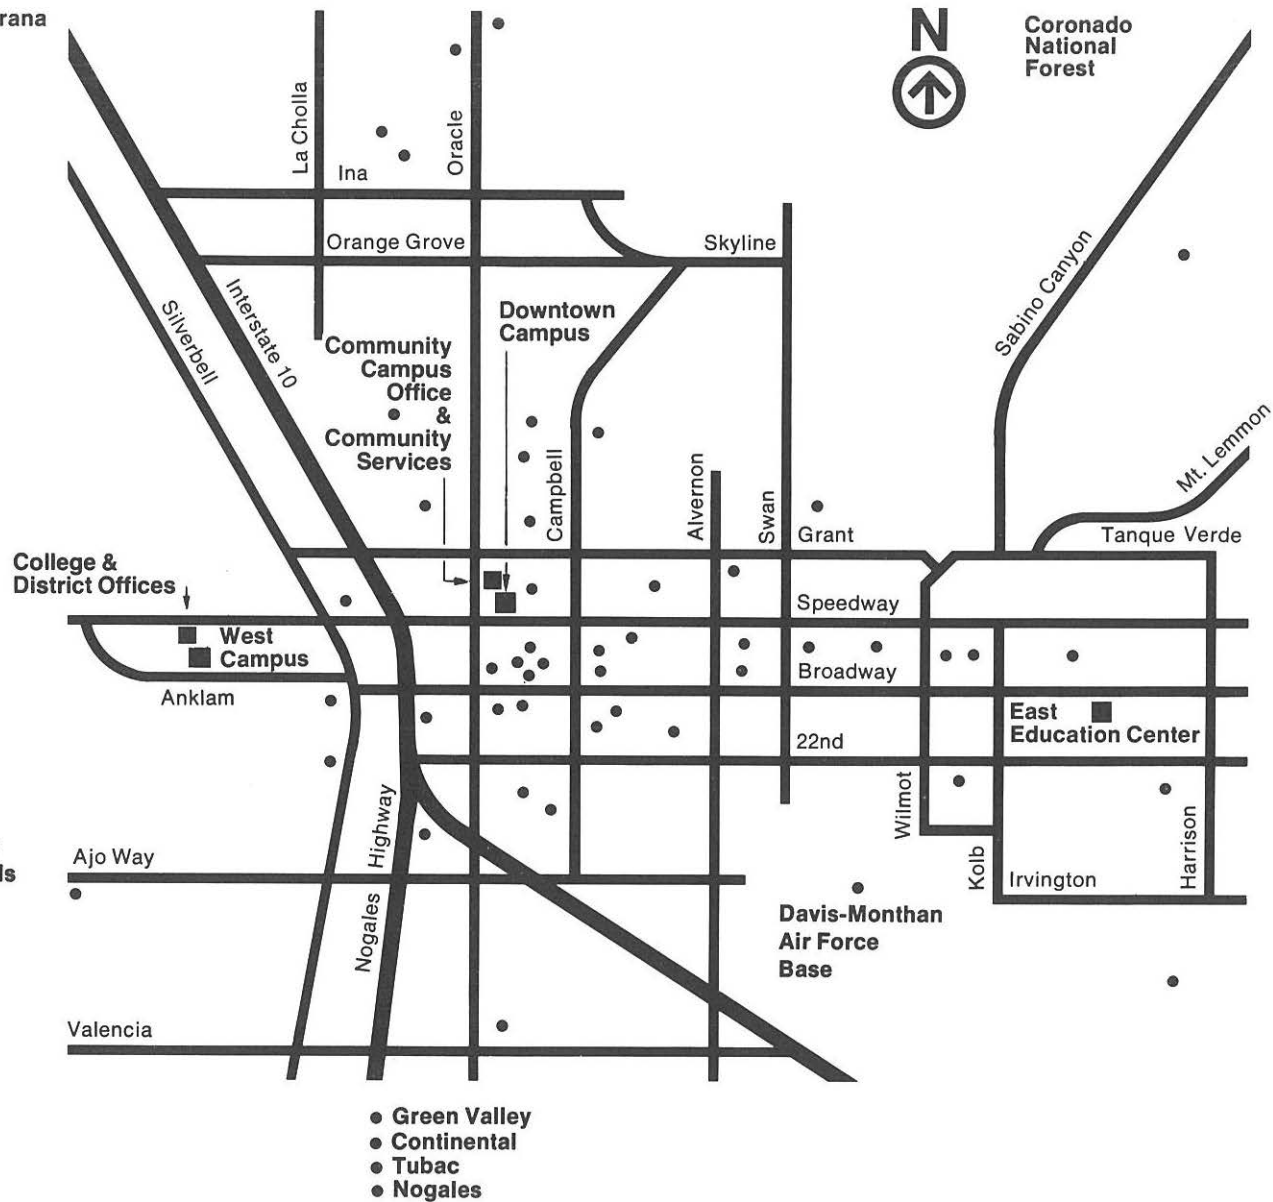 rana
N
Coronado
National
Forest
La Cholla
Oracle
Ina
Orange Grove
Skyline
Sabino Canyon
Silverbell
Interstate 10
Downtown
Campus
Community
Campus
Office
&
Community
Services
Campbell
Alvernon
Swan
Mt. Lemmon
Grant
Tanque Verde
College &
District Offices
Speedway
West
Campus
Broadway
Anklam
East
Education Center
22nd
Wilmot
Highway
Nogales
Ajo Way
ls
Kolb
Irvington
Harrison
Davis-Monthan
Air Force
Base
Valencia
Green Valley
Continental
Tubac
Nogales